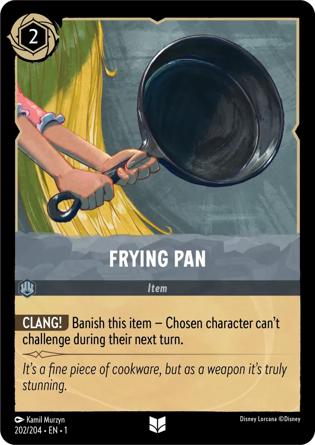 2
FRYING PAN
Item
CLANG! Banish this item – Chosen character can't
challenge during their next turn.
It's a fine piece of cookware, but as a weapon it's truly
stunning.
Kamil Murzyn
202/204 • EN • 1
Disney Lorcana ©Disney